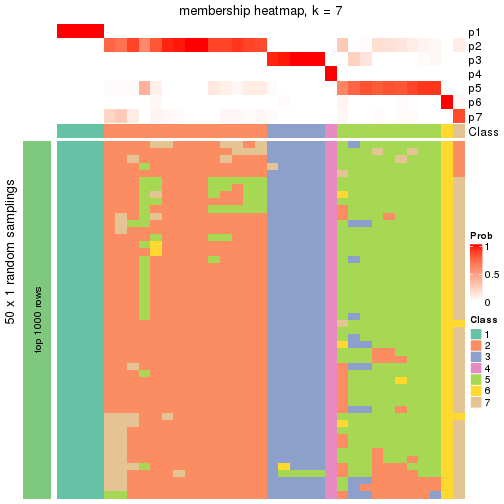 membership heatmap, k = 7
p1
p2
p3
p4
p5
p6
p7
Class
50 x 1 random samplings
top 1000 rows
Prob
1
0.5
0
Class
1
2
3
4
5
6
7